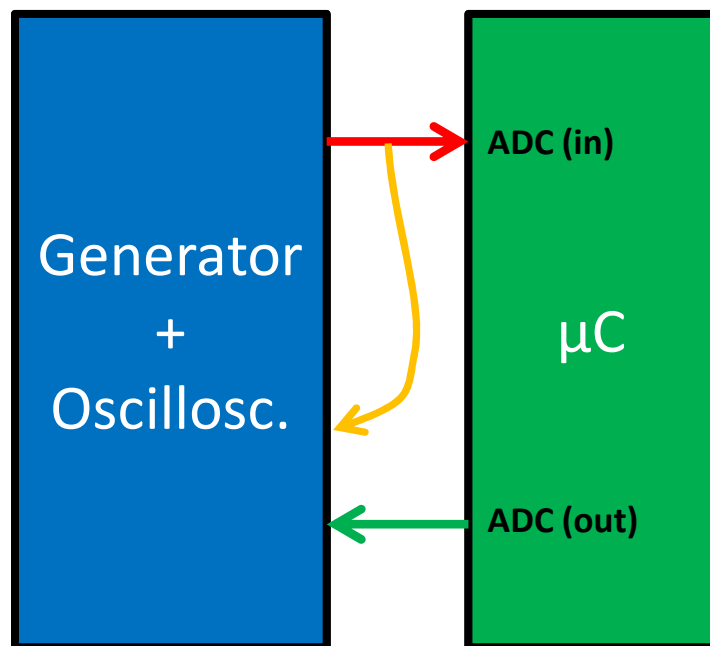 Generator
+
Oscillosc.
ADC (in)
µC
ADC (out)